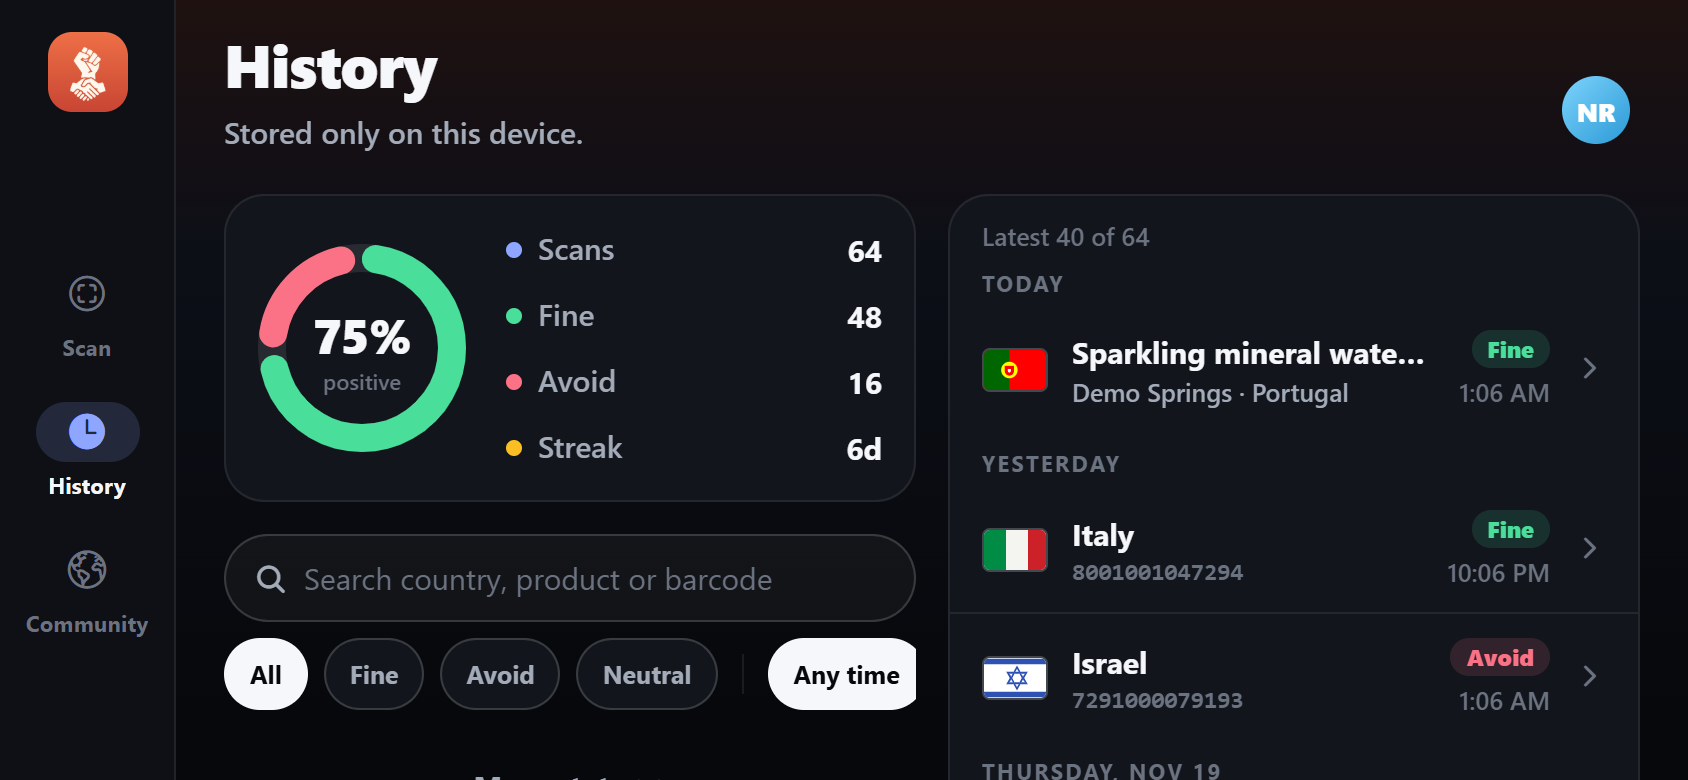 History
Stored only on this device.
NR
Scan
History
Community
75%
positive
Scans 64
Fine 48
Avoid 16
Streak 6d
Search country, product or barcode
All Fine Avoid Neutral Any time
Latest 40 of 64
TODAY
Sparkling mineral wate... Fine
Demo Springs · Portugal 1:06 AM
YESTERDAY
Italy Fine
8001001047294 10:06 PM
Israel Avoid
7291000079193 1:06 AM
THURSDAY, NOV 19